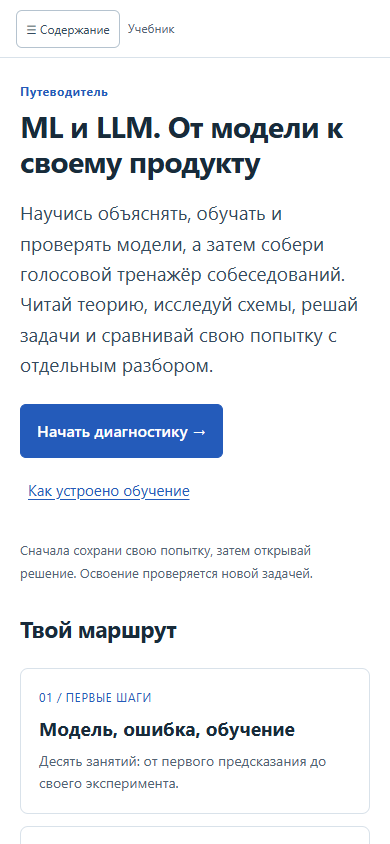 ☰ Содержание Учебник
Путеводитель
ML и LLM. От модели к
своему продукту
Научись объяснять, обучать и
проверять модели, а затем собери
голосовой тренажёр собеседований.
Читай теорию, исследуй схемы, решай
задачи и сравнивай свою попытку с
отдельным разбором.
Начать диагностику →
Как устроено обучение
Сначала сохрани свою попытку, затем открывай
решение. Освоение проверяется новой задачей.
Твой маршрут
01 / ПЕРВЫЕ ШАГИ
Модель, ошибка, обучение
Десять занятий: от первого предсказания до
своего эксперимента.